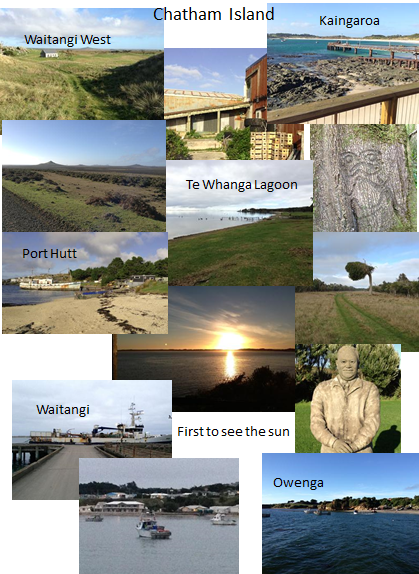 Chatham Island
Kaingaroa
Waitangi West
Te Whanga Lagoon
Port Hutt
Waitangi
First to see the sun
Owenga